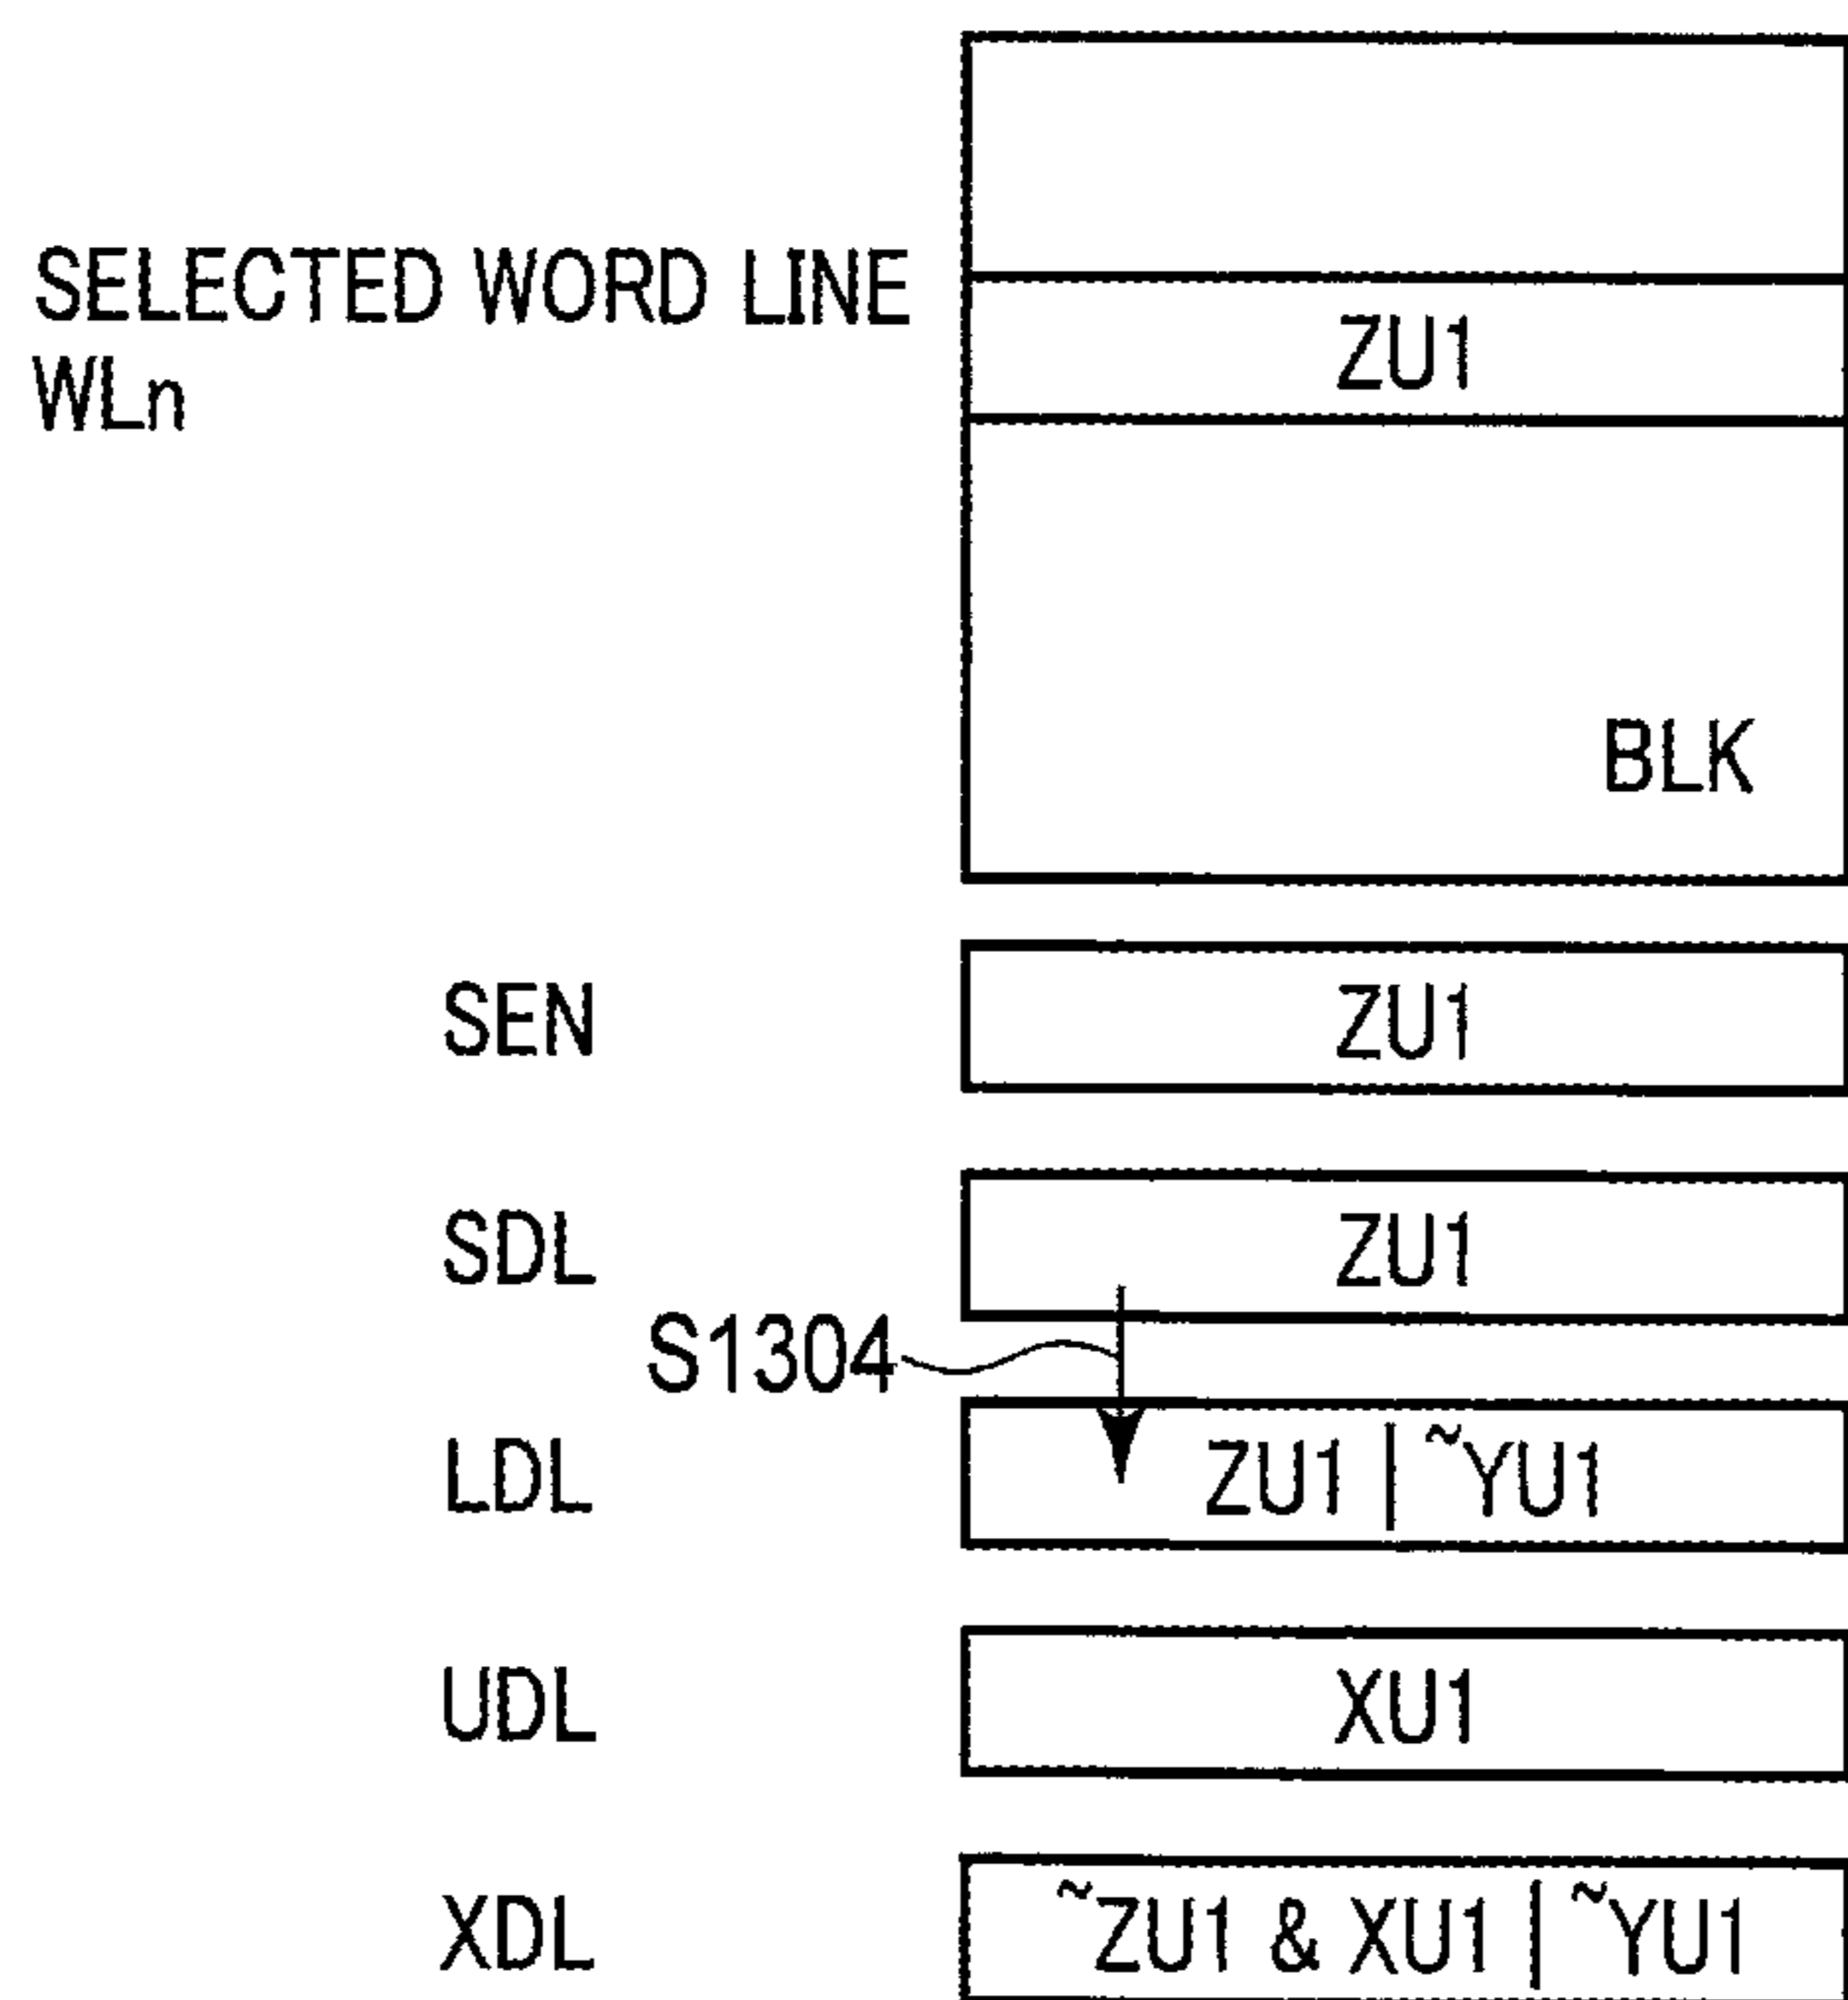 SELECTED WORD LINE
WLn
ZU1
BLK
SEN
ZU1
SDL
ZU1
S1304
LDL
ZU1 | ~YU1
UDL
XU1
XDL
~ZU1 & XU1 | ~YU1